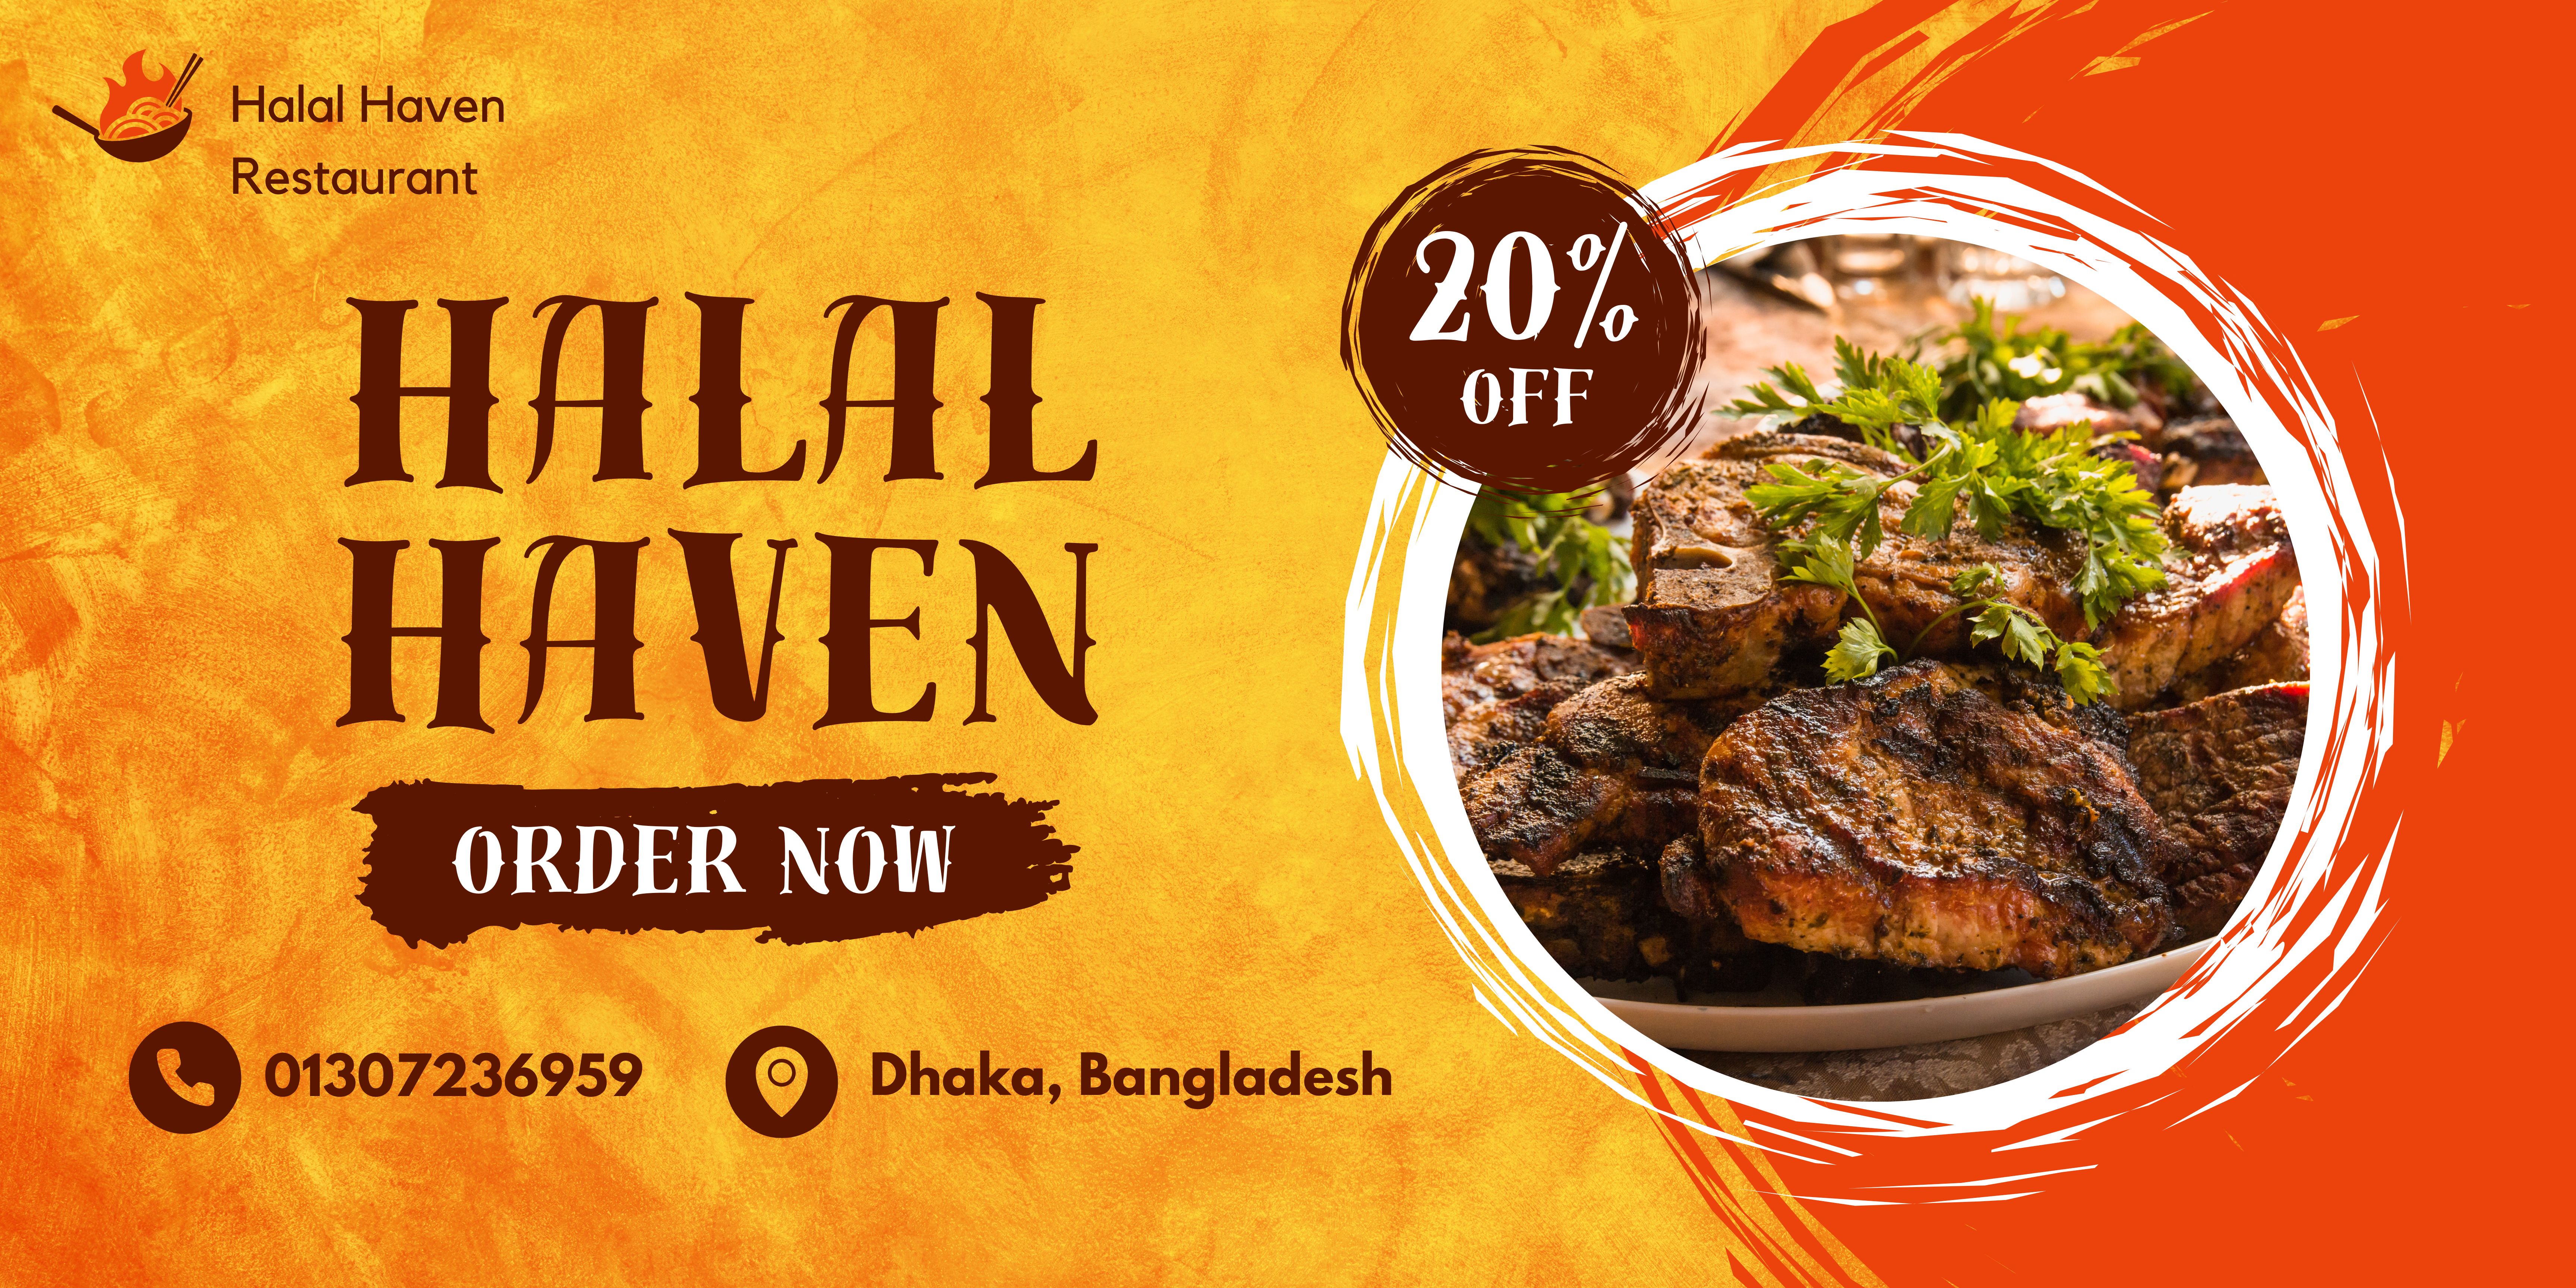 Halal Haven
Restaurant
HALAL
HAVEN
ORDER NOW
01307236959
Dhaka, Bangladesh
20%
OFF